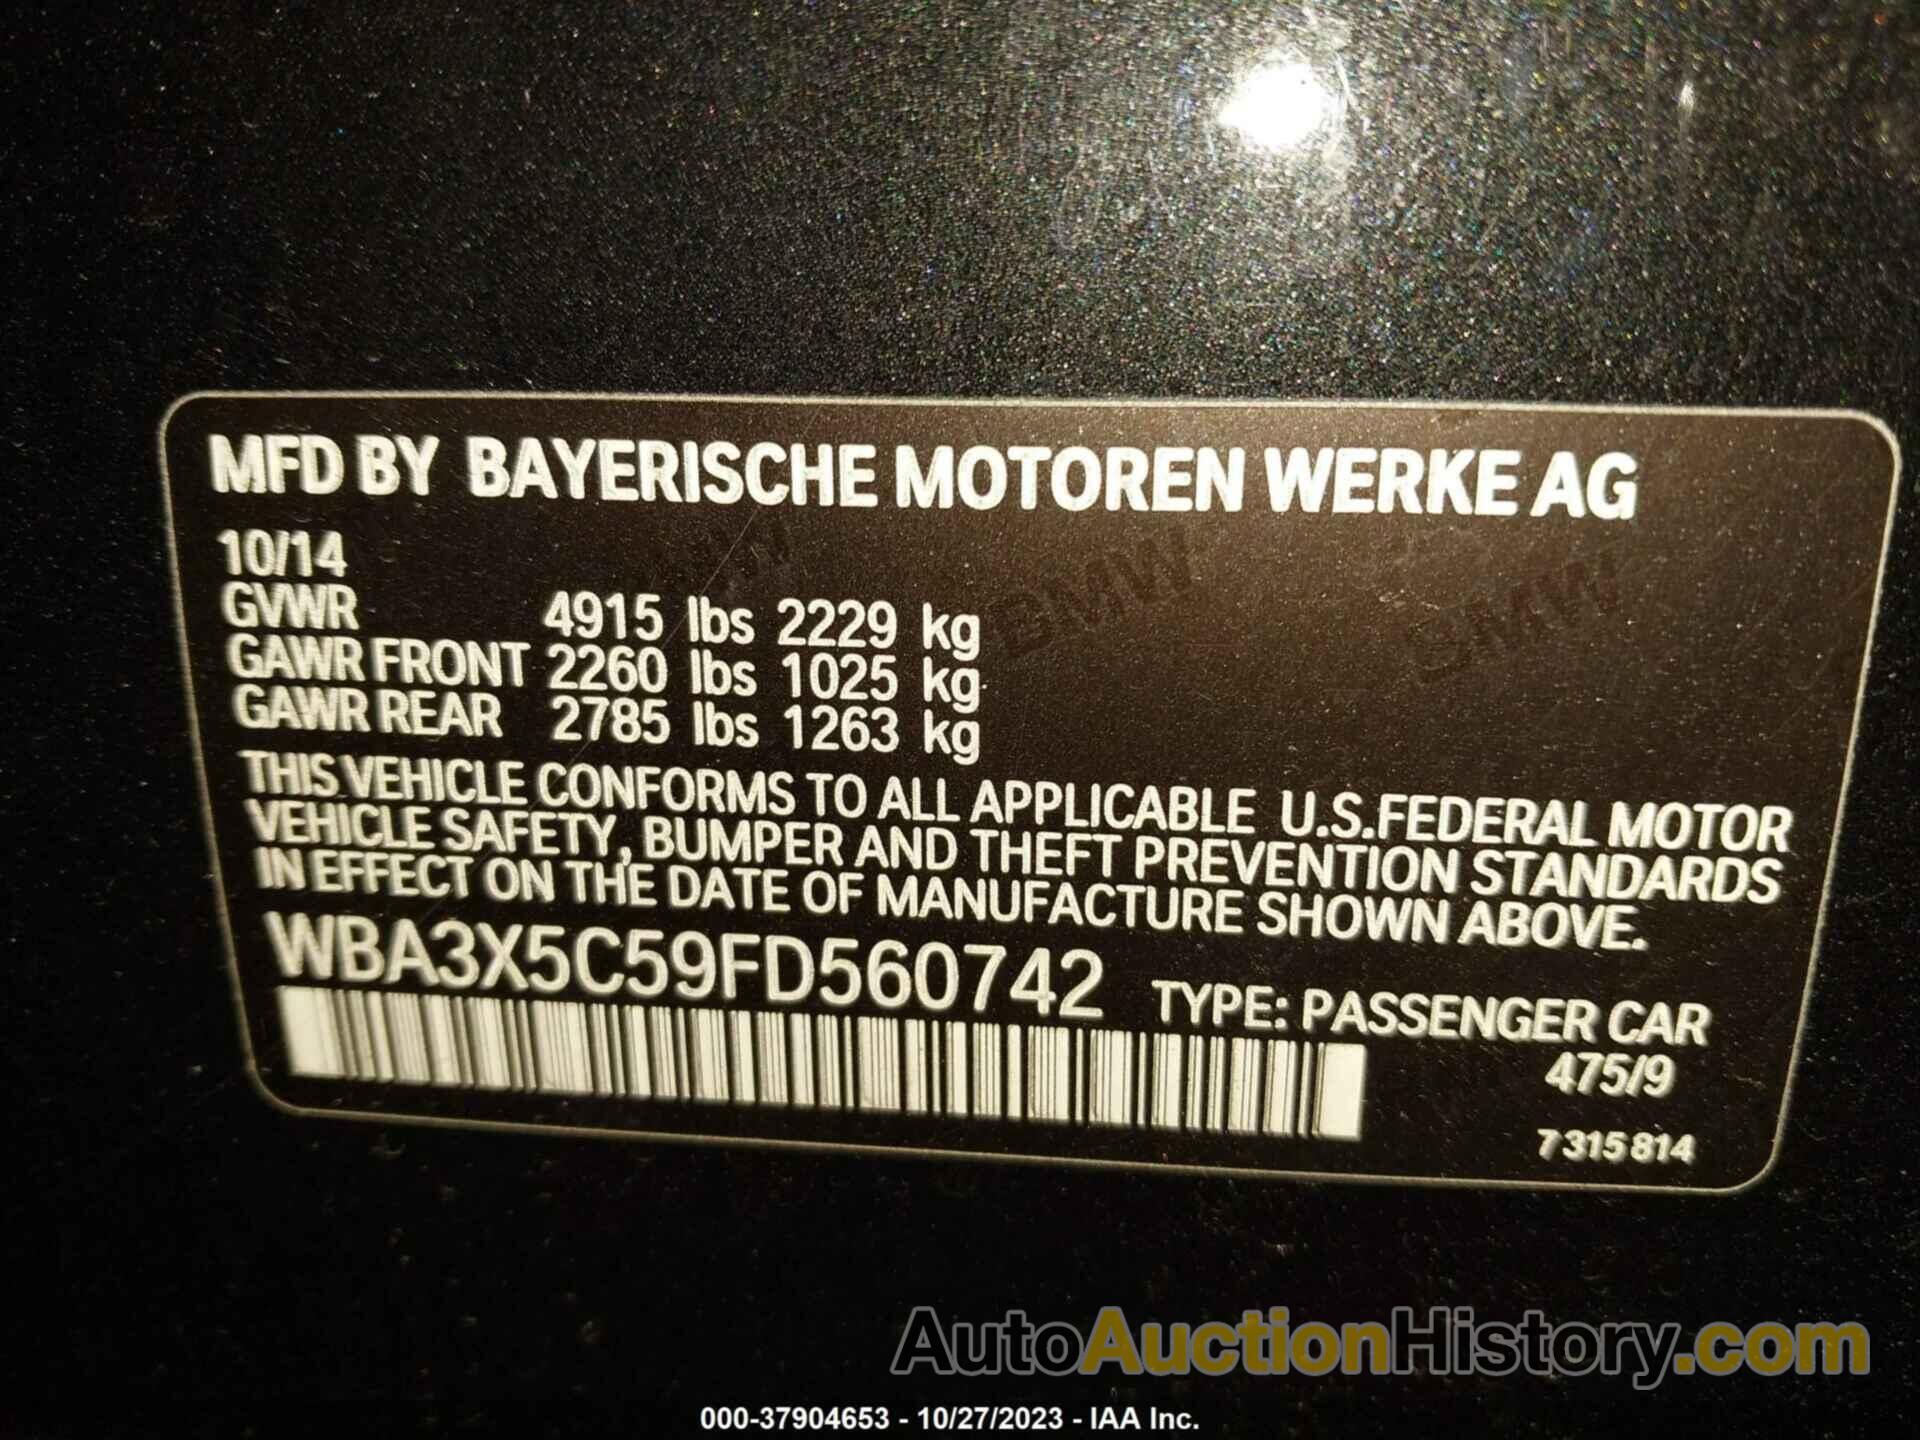 MFD BY BAYERISCHE MOTOREN WERKE AG
10/14
GVWR 4915 lbs 2229 kg
GAWR FRONT 2260 lbs 1025 kg
GAWR REAR 2785 lbs 1263 kg
THIS VEHICLE CONFORMS TO ALL APPLICABLE U.S.FEDERAL MOTOR
VEHICLE SAFETY, BUMPER AND THEFT PREVENTION STANDARDS
IN EFFECT ON THE DATE OF MANUFACTURE SHOWN ABOVE.
WBA3X5C59FD560742 TYPE: PASSENGER CAR
475/9
7 315 814
BMW BMW
AutoAuctionHistory.com
000-37904653 - 10/27/2023 - IAA Inc.